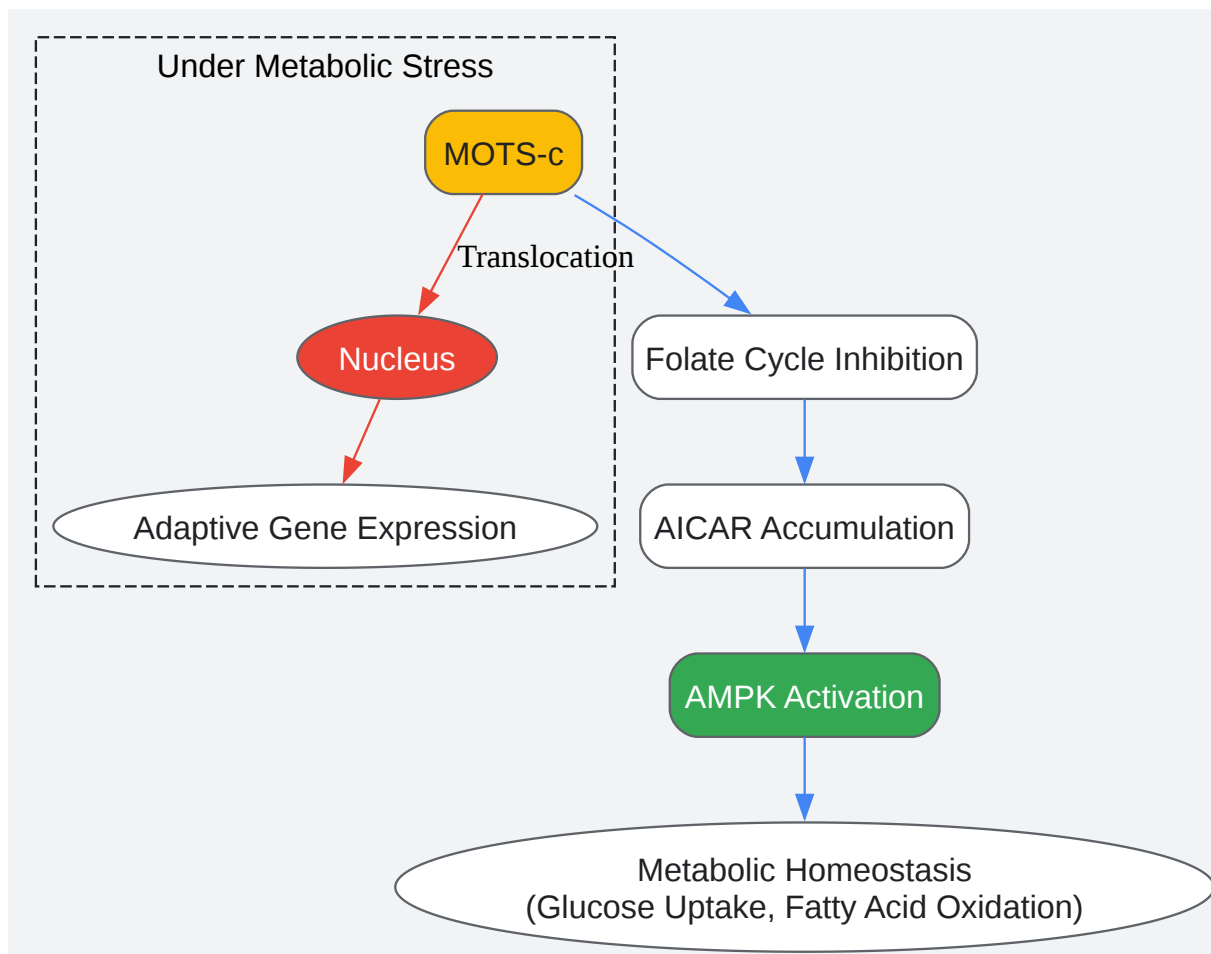 Under Metabolic Stress
MOTS-c
Translocation
Nucleus
Folate Cycle Inhibition
Adaptive Gene Expression
AICAR Accumulation
AMPK Activation
Metabolic Homeostasis
(Glucose Uptake, Fatty Acid Oxidation)